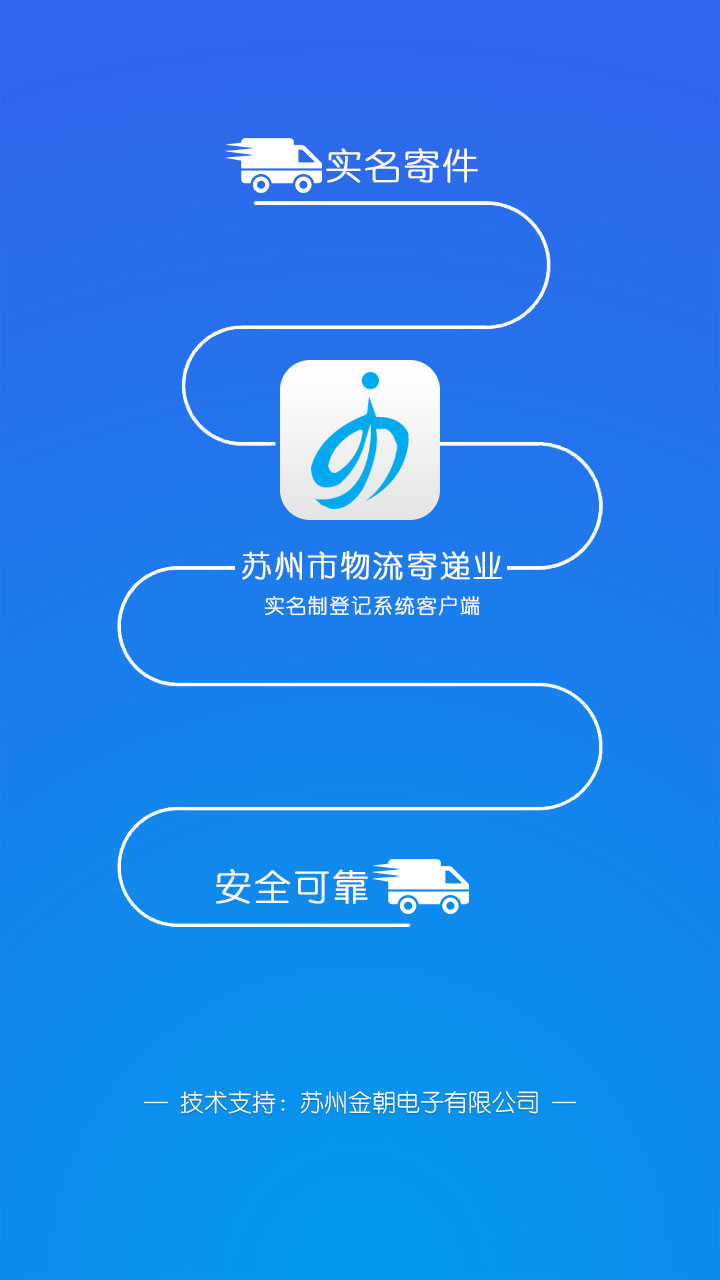 实名寄件
苏州市物流寄递业
实名制登记系统客户端
安全可靠
— 技术支持：苏州金朝电子有限公司 —